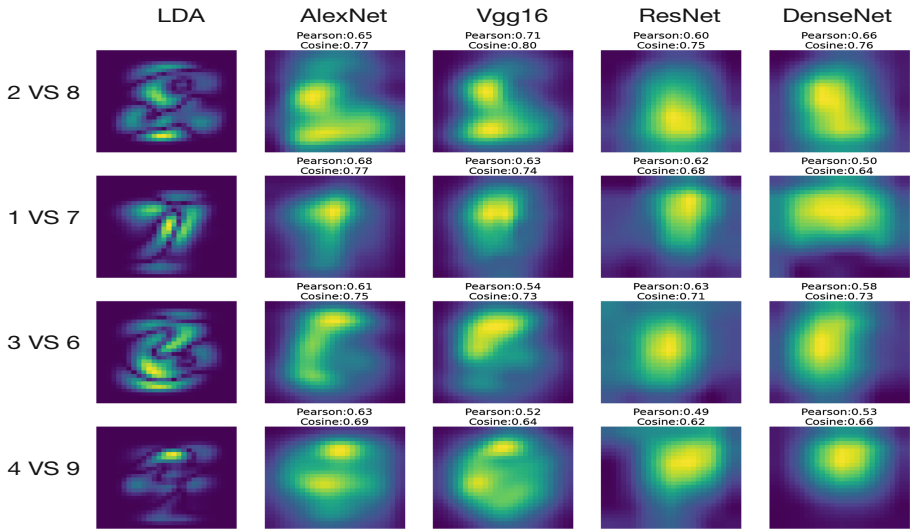 LDA AlexNet Vgg16 ResNet DenseNet
Pearson:0.65 Pearson:0.71 Pearson:0.60 Pearson:0.66
Cosine:0.77 Cosine:0.80 Cosine:0.75 Cosine:0.76
2 VS 8
Pearson:0.68 Pearson:0.63 Pearson:0.62 Pearson:0.50
Cosine:0.77 Cosine:0.74 Cosine:0.68 Cosine:0.64
1 VS 7
Pearson:0.61 Pearson:0.54 Pearson:0.63 Pearson:0.58
Cosine:0.75 Cosine:0.73 Cosine:0.71 Cosine:0.73
3 VS 6
Pearson:0.63 Pearson:0.52 Pearson:0.49 Pearson:0.53
Cosine:0.69 Cosine:0.64 Cosine:0.62 Cosine:0.66
4 VS 9